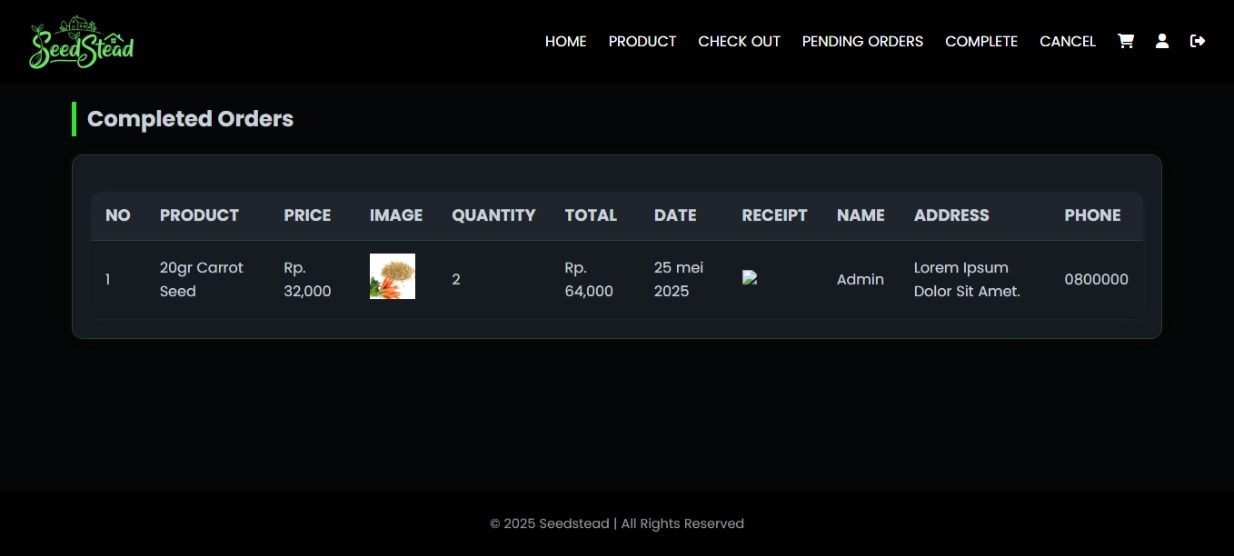 SeedStead
HOME PRODUCT CHECK OUT PENDING ORDERS COMPLETE CANCEL
Completed Orders
NO PRODUCT PRICE IMAGE QUANTITY TOTAL DATE RECEIPT NAME ADDRESS PHONE
1 20gr Carrot Seed Rp. 32,000 2 Rp. 64,000 25 mei 2025 Admin Lorem Ipsum Dolor Sit Amet. 0800000
© 2025 Seedstead | All Rights Reserved